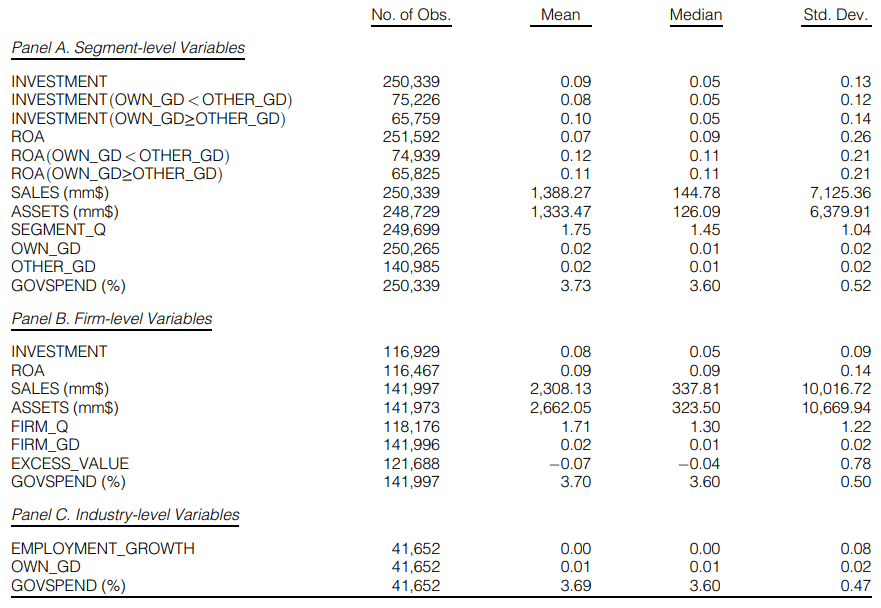 No. of Obs. Mean Median Std. Dev.
Panel A. Segment-level Variables
INVESTMENT 250,339 0.09 0.05 0.13
INVESTMENT(OWN_GD < OTHER_GD) 75,226 0.08 0.05 0.12
INVESTMENT(OWN_GD≥OTHER_GD) 65,759 0.10 0.05 0.14
ROA 251,592 0.07 0.09 0.26
ROA(OWN_GD < OTHER_GD) 74,939 0.12 0.11 0.21
ROA(OWN_GD≥OTHER_GD) 65,825 0.11 0.11 0.21
SALES (mm$) 250,339 1,388.27 144.78 7,125.36
ASSETS (mm$) 248,729 1,333.47 126.09 6,379.91
SEGMENT_Q 249,699 1.75 1.45 1.04
OWN_GD 250,265 0.02 0.01 0.02
OTHER_GD 140,985 0.02 0.01 0.02
GOVSPEND (%) 250,339 3.73 3.60 0.52
Panel B. Firm-level Variables
INVESTMENT 116,929 0.08 0.05 0.09
ROA 116,467 0.09 0.09 0.14
SALES (mm$) 141,997 2,308.13 337.81 10,016.72
ASSETS (mm$) 141,973 2,662.05 323.50 10,669.94
FIRM_Q 118,176 1.71 1.30 1.22
FIRM_GD 141,996 0.02 0.01 0.02
EXCESS_VALUE 121,688 −0.07 −0.04 0.78
GOVSPEND (%) 141,997 3.70 3.60 0.50
Panel C. Industry-level Variables
EMPLOYMENT_GROWTH 41,652 0.00 0.00 0.08
OWN_GD 41,652 0.01 0.01 0.02
GOVSPEND (%) 41,652 3.69 3.60 0.47